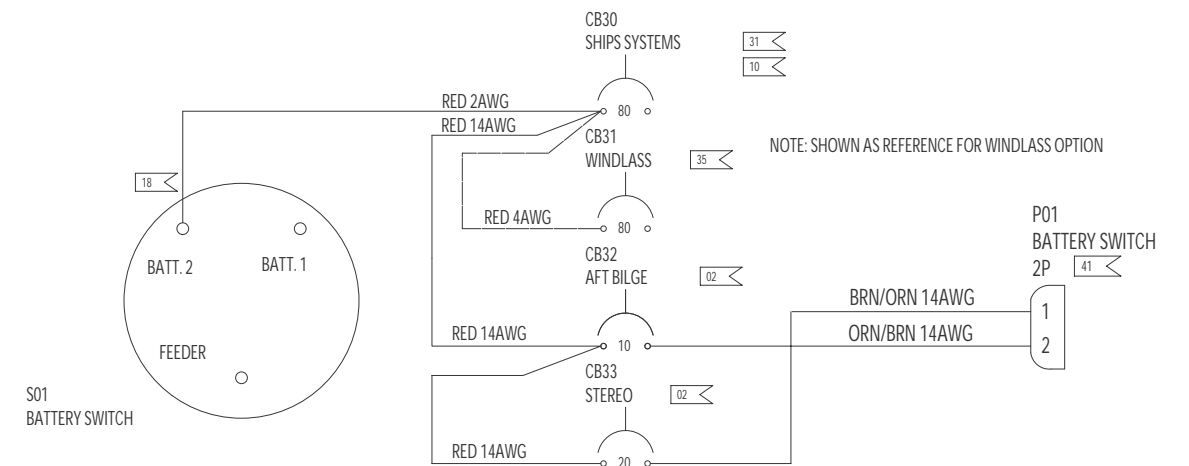 CB30
SHIPS SYSTEMS
31
10
RED 2AWG
80
RED 14AWG
CB31
WINDLASS
35
NOTE: SHOWN AS REFERENCE FOR WINDLASS OPTION
18
RED 4AWG
80
P01
BATTERY SWITCH
2P
41
BATT. 2
BATT. 1
CB32
AFT BILGE
02
BRN/ORN 14AWG
1
RED 14AWG
10
ORN/BRN 14AWG
2
FEEDER
CB33
STEREO
02
S01
BATTERY SWITCH
RED 14AWG
20